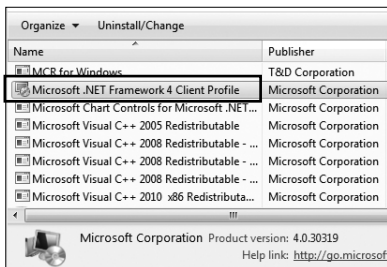 Organize Uninstall/Change
Name Publisher
MCR for Windows T&D Corporation
Microsoft .NET Framework 4 Client Profile Microsoft Corporation
Microsoft Chart Controls for Microsoft .NET... Microsoft Corporation
Microsoft Visual C++ 2005 Redistributable Microsoft Corporation
Microsoft Visual C++ 2008 Redistributable - ... Microsoft Corporation
Microsoft Visual C++ 2008 Redistributable - ... Microsoft Corporation
Microsoft Visual C++ 2008 Redistributable - ... Microsoft Corporation
Microsoft Visual C++ 2010 x86 Redistributa... Microsoft Corporation
Microsoft Corporation Product version: 4.0.30319
Help link: http://go.microsof